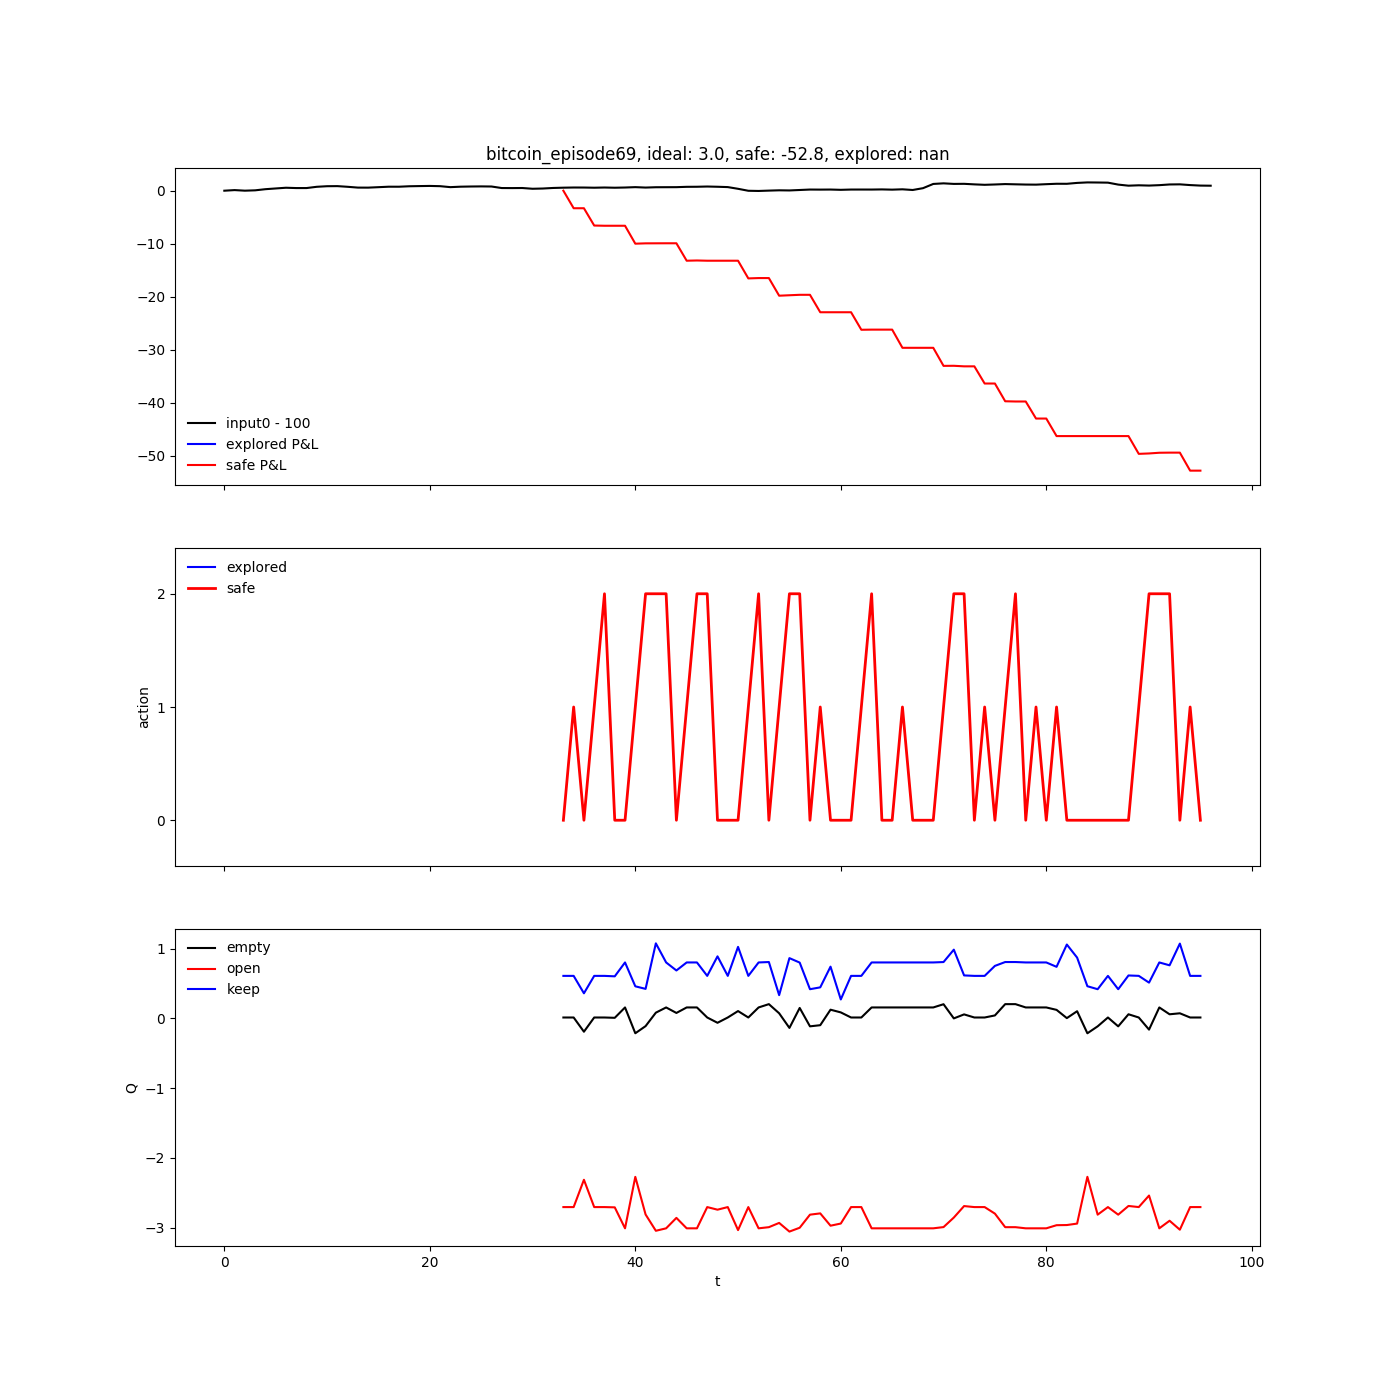 bitcoin_episode69, ideal: 3.0, safe: -52.8, explored: nan
0
−10
−20
−30
−40
−50
input0 - 100
explored P&L
safe P&L
explored
safe
2
1
0
action
empty
open
keep
1
0
−1
−2
−3
Q
0 20 40 60 80 100
t